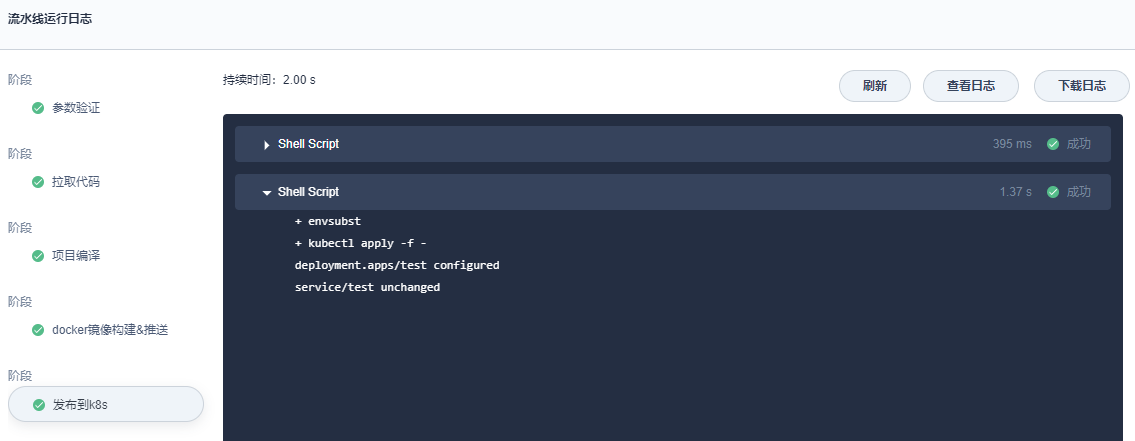 流水线运行日志
阶段
参数验证
阶段
拉取代码
阶段
项目编译
阶段
docker镜像构建&推送
阶段
发布到k8s
持续时间：2.00 s
刷新
查看日志
下载日志
Shell Script
395 ms
成功
Shell Script
1.37 s
成功
+ envsubst
+ kubectl apply -f -
deployment.apps/test configured
service/test unchanged